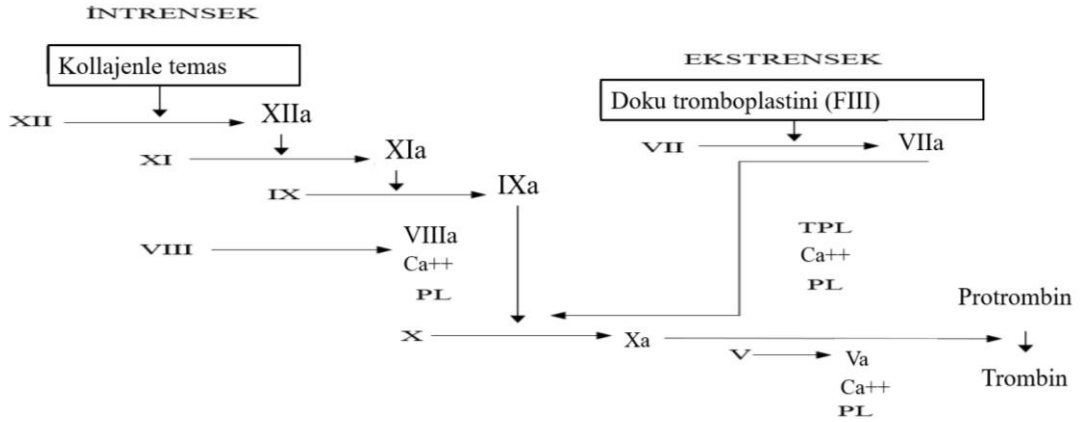 İNTRENSEK
Kollajenle temas
EKSTRENSEK
Doku tromboplastini (FIII)
XII XIIa
VII VIIa
XI XIa
IX IXa
VIII VIIIa
Ca++
PL
TPL
Ca++
PL
Protrombin
X Xa
V Va
Ca++
PL
Trombin